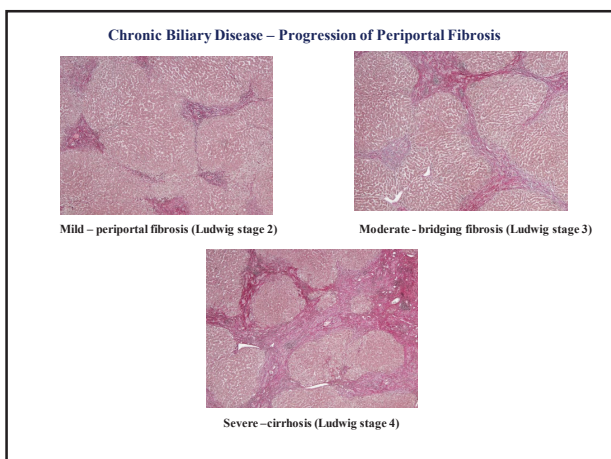 Chronic Biliary Disease – Progression of Periportal Fibrosis
Mild – periportal fibrosis (Ludwig stage 2)
Moderate - bridging fibrosis (Ludwig stage 3)
Severe –cirrhosis (Ludwig stage 4)